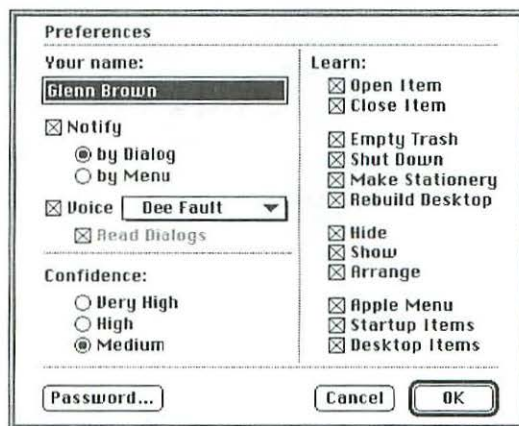 Preferences
Your name:
Glenn Brown
Notify
by Dialog
by Menu
Voice Dee Fault
Read Dialogs
Confidence:
Very High
High
Medium
Learn:
Open Item
Close Item
Empty Trash
Shut Down
Make Stationery
Rebuild Desktop
Hide
Show
Arrange
Apple Menu
Startup Items
Desktop Items
Password...
Cancel
OK